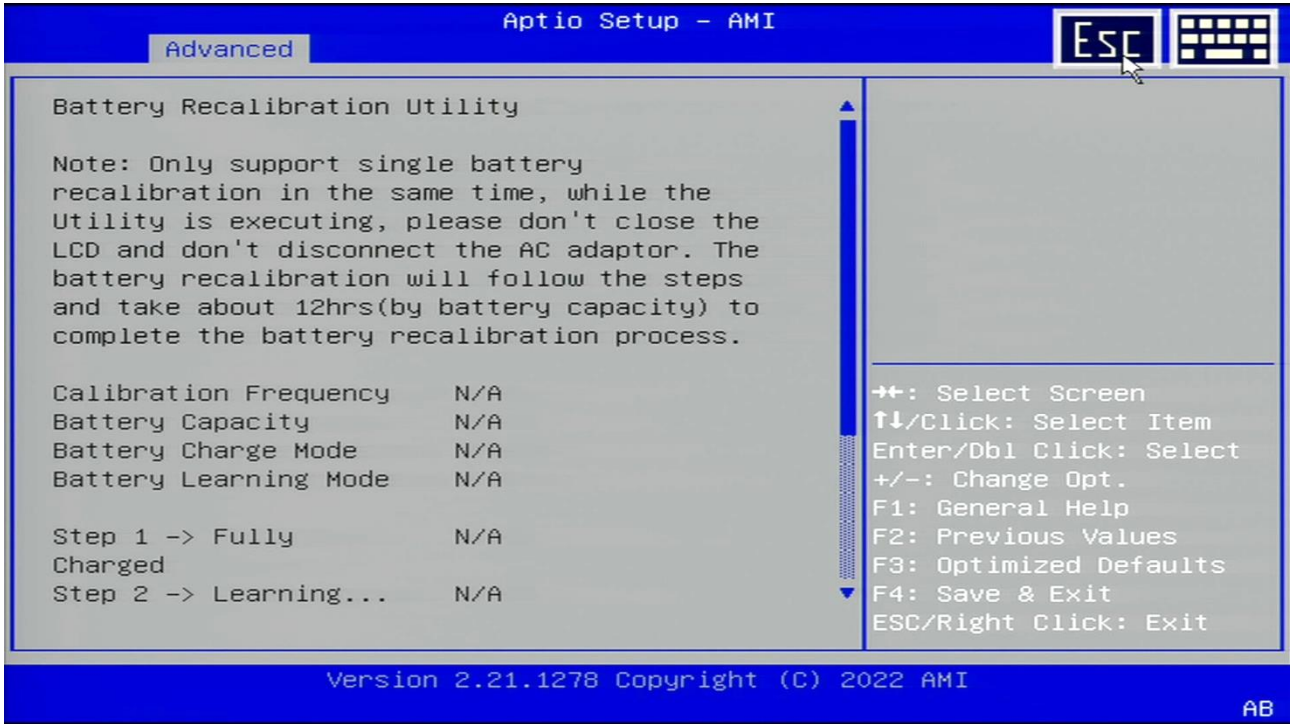 Aptio Setup – AMI
Esc
Advanced
Battery Recalibration Utility
Note: Only support single battery
recalibration in the same time, while the
Utility is executing, please don't close the
LCD and don't disconnect the AC adaptor. The
battery recalibration will follow the steps
and take about 12hrs(by battery capacity) to
complete the battery recalibration process.
Calibration Frequency N/A
Battery Capacity N/A
Battery Charge Mode N/A
Battery Learning Mode N/A
Step 1 -> Fully N/A
Charged
Step 2 -> Learning... N/A
→←: Select Screen
↑↓/Click: Select Item
Enter/Dbl Click: Select
+/-: Change Opt.
F1: General Help
F2: Previous Values
F3: Optimized Defaults
F4: Save & Exit
ESC/Right Click: Exit
Version 2.21.1278 Copyright (C) 2022 AMI
AB